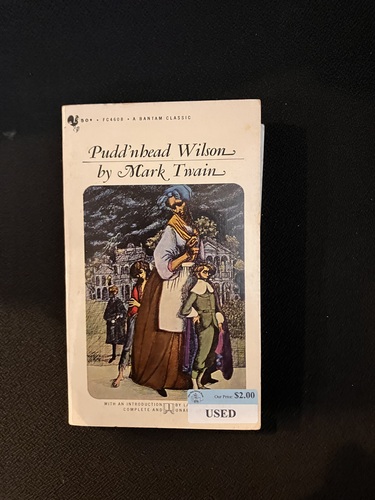 50¢ • FC4608 • A BANTAM CLASSIC
Pudd'nhead Wilson
by Mark Twain
WITH AN INTRODUCTION BY
COMPLETE AND
Our Price: $2.00
USED